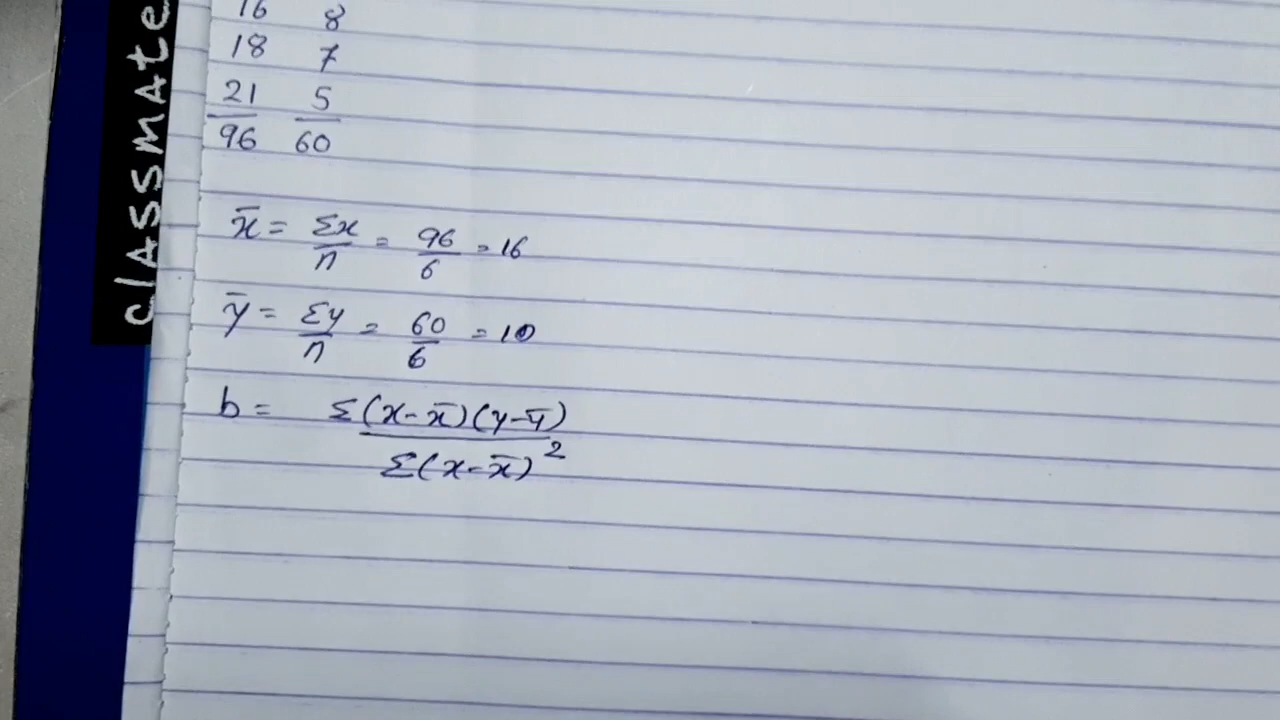 classmate
16 8
18 7
21 5
96 60
x̄ = Σx/n = 96/6 = 16
ȳ = Σy/n = 60/6 = 10
b = Σ(x-x̄)(y-ȳ)/Σ(x-x̄)²